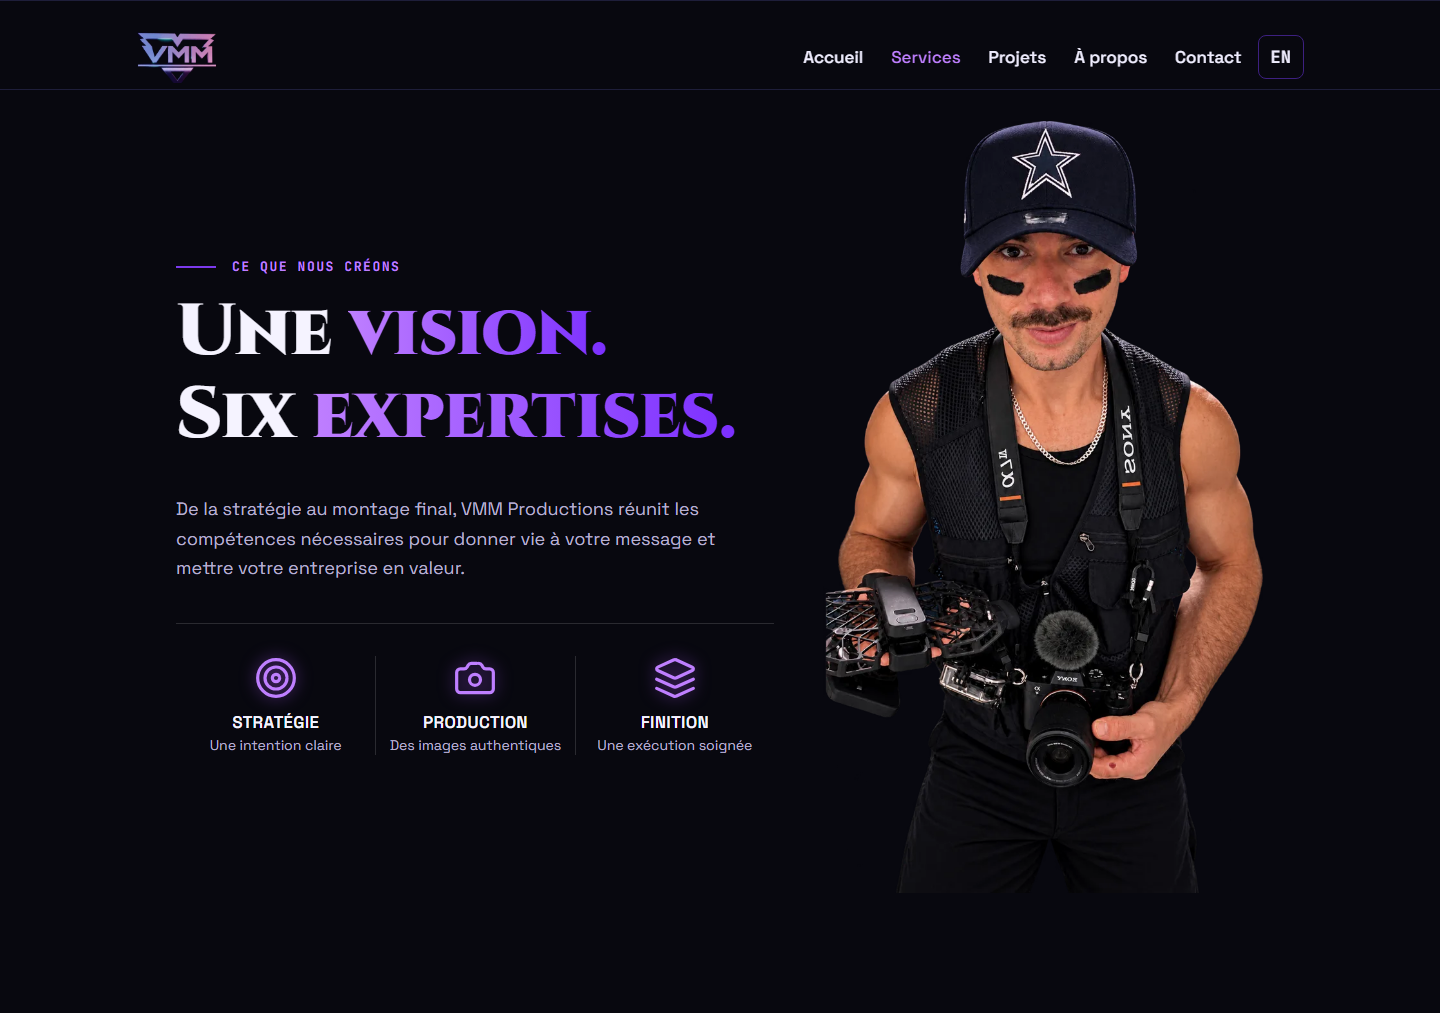 VMM
Accueil Services Projets À propos Contact EN
CE QUE NOUS CRÉONS
UNE VISION.
SIX EXPERTISES.
De la stratégie au montage final, VMM Productions réunit les
compétences nécessaires pour donner vie à votre message et
mettre votre entreprise en valeur.
STRATÉGIE
Une intention claire
PRODUCTION
Des images authentiques
FINITION
Une exécution soignée
α7IV
SONY
SONY